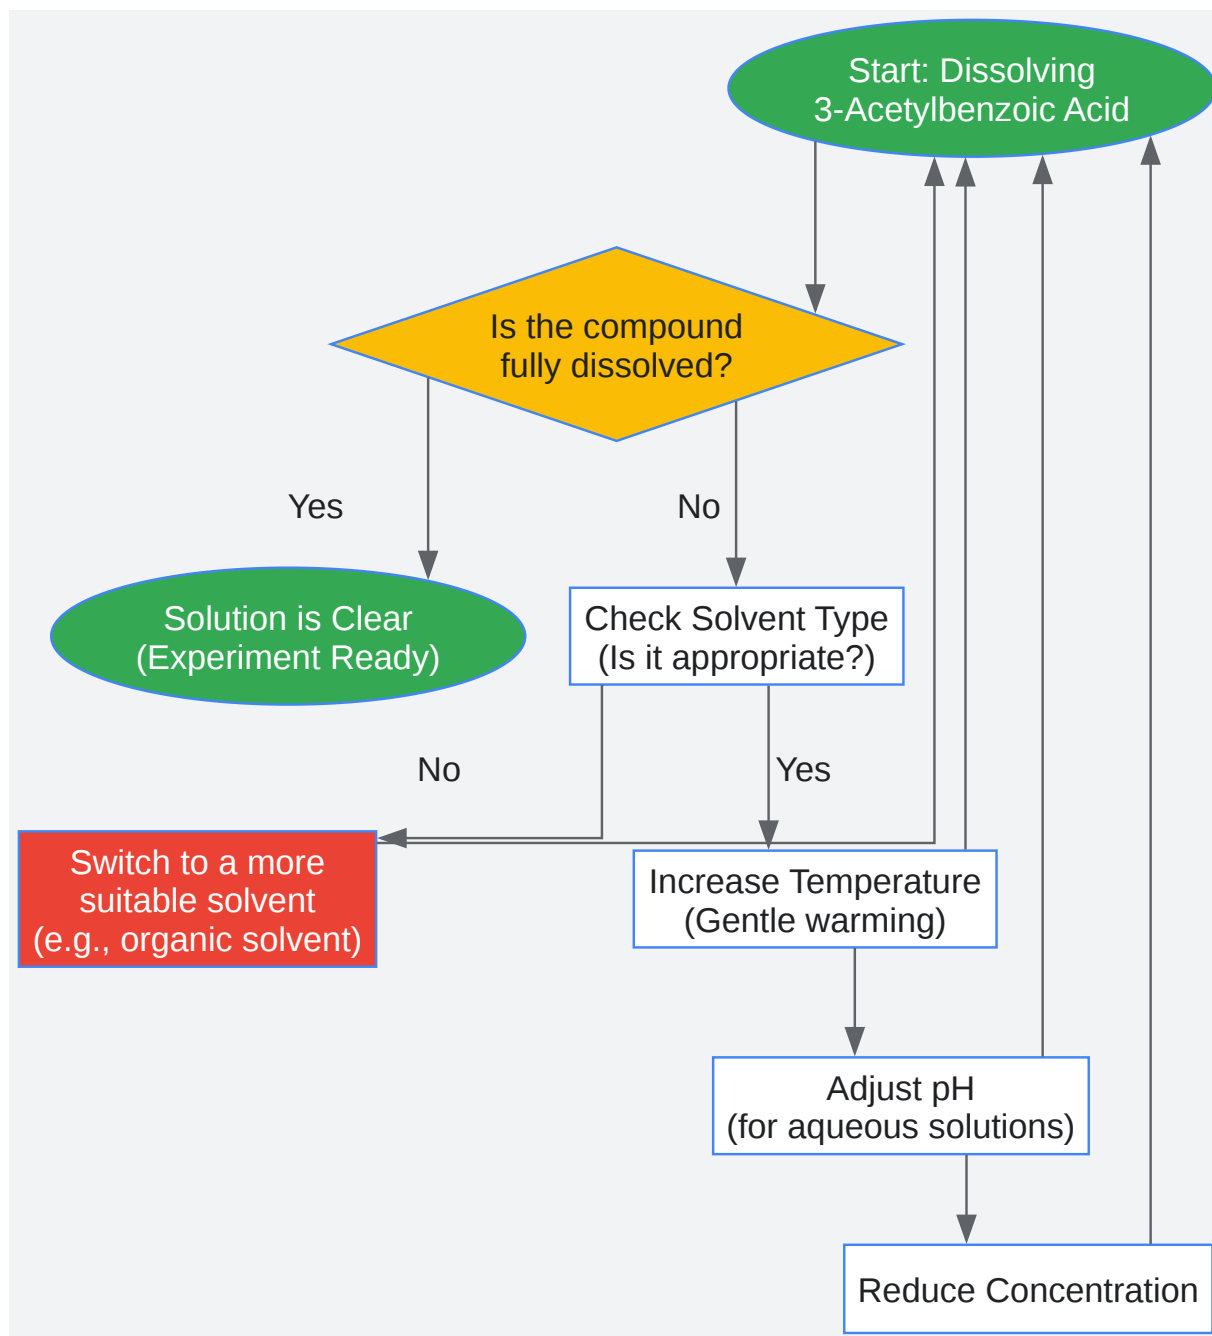 Start: Dissolving
3-Acetylbenzoic Acid
Is the compound
fully dissolved?
Yes
No
Solution is Clear
(Experiment Ready)
Check Solvent Type
(Is it appropriate?)
No
Yes
Switch to a more
suitable solvent
(e.g., organic solvent)
Increase Temperature
(Gentle warming)
Adjust pH
(for aqueous solutions)
Reduce Concentration